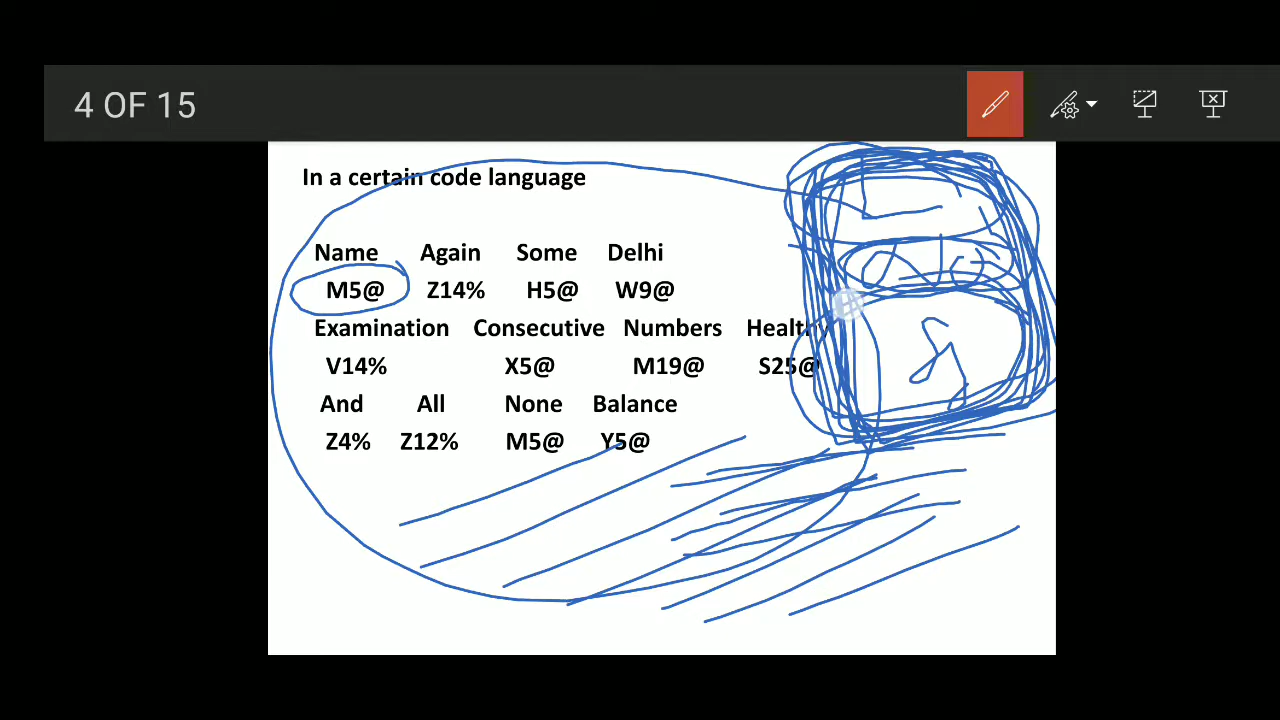 4 OF 15
In a certain code language
Name Again Some Delhi
M5@ Z14% H5@ W9@
Examination Consecutive Numbers Healthy
V14% X5@ M19@ S25@
And All None Balance
Z4% Z12% M5@ Y5@